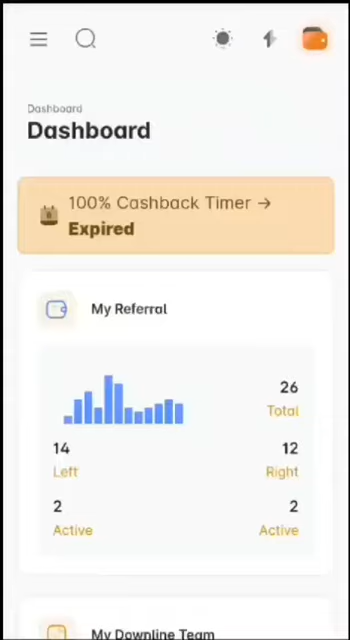 Dashboard
Dashboard
100% Cashback Timer →
Expired
My Referral
26
Total
14
12
Left
Right
2
2
Active
Active
My Downline Team